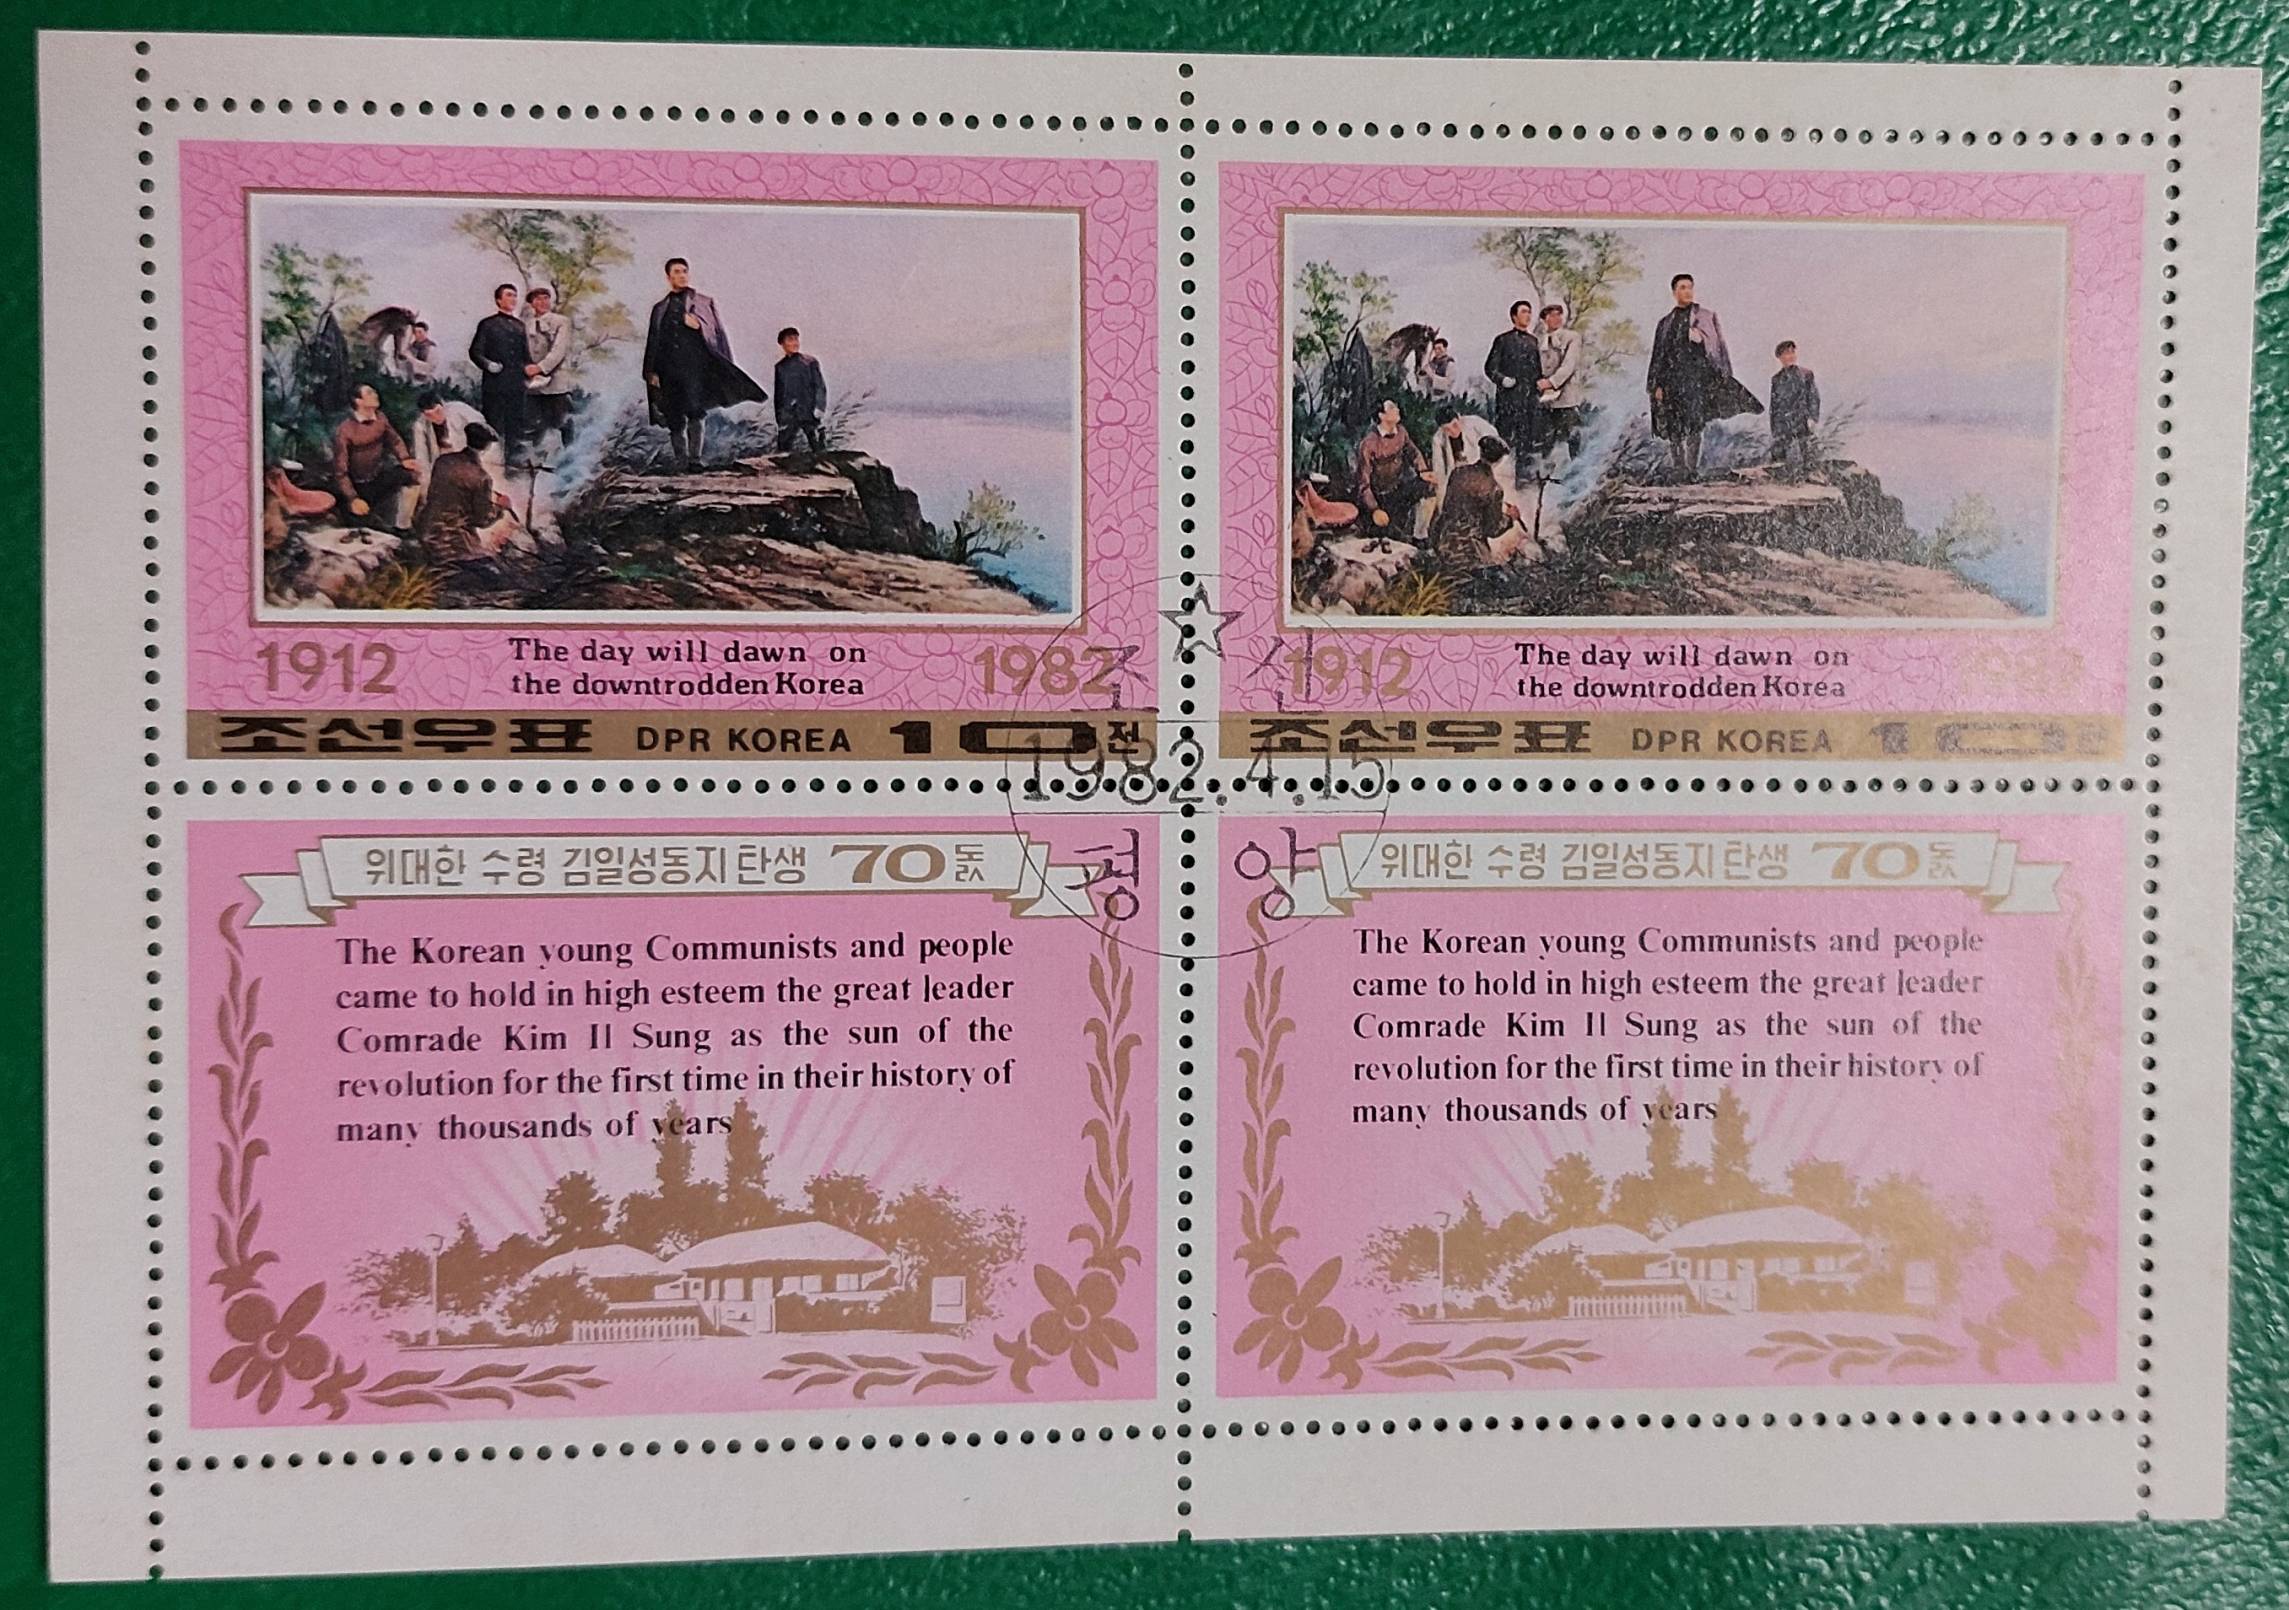 1912
The day will dawn on
the downtrodden Korea
1982
조선우표 DPR KOREA 10전
1912
The day will dawn on
the downtrodden Korea
1982
조선우표 DPR KOREA 10전
조선
1982.4.15
평양
위대한 수령 김일성동지 탄생 70돐
The Korean young Communists and people
came to hold in high esteem the great leader
Comrade Kim Il Sung as the sun of the
revolution for the first time in their history of
many thousands of years
위대한 수령 김일성동지 탄생 70돐
The Korean young Communists and people
came to hold in high esteem the great leader
Comrade Kim Il Sung as the sun of the
revolution for the first time in their history of
many thousands of years